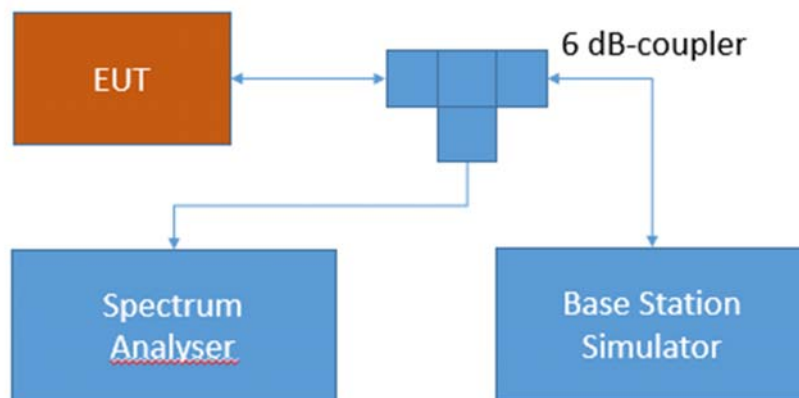 6 dB-coupler
EUT
Spectrum
Analyser
Base Station
Simulator